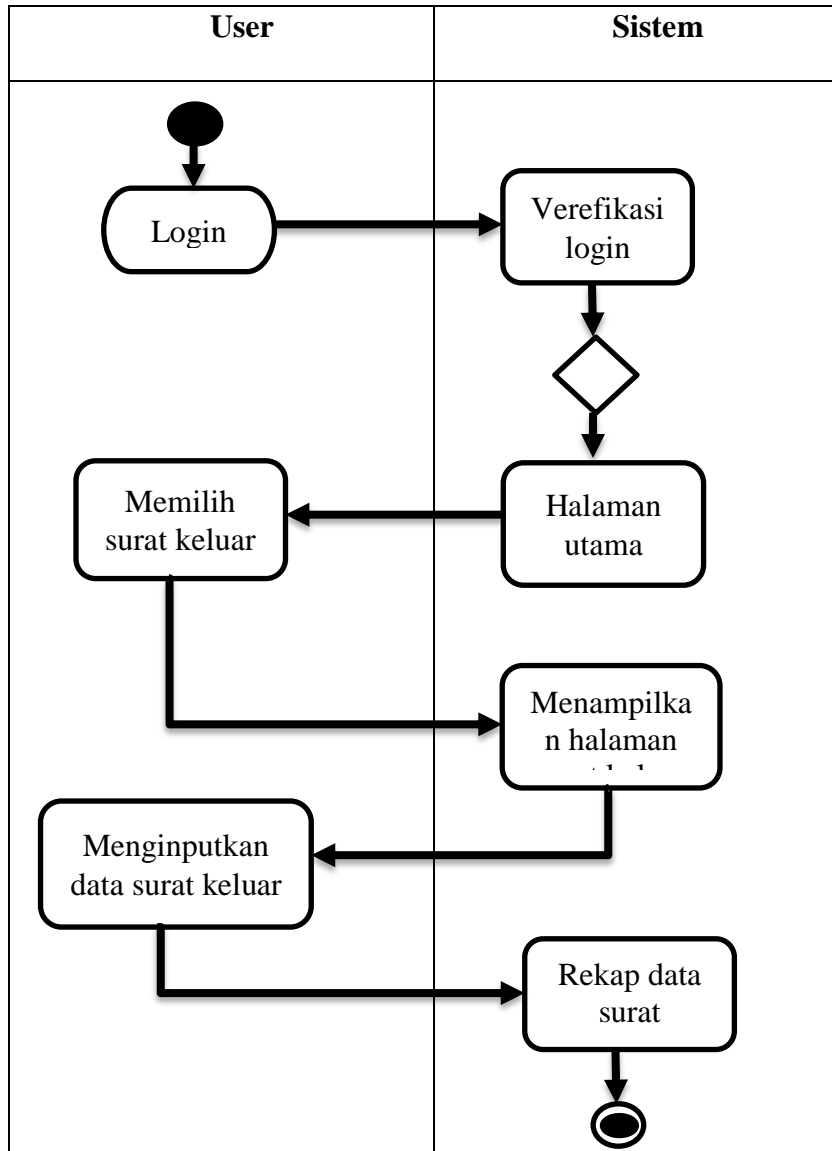 User
Sistem
Login
Verefikasi
login
Memilih
surat keluar
Halaman
utama
Menampilka
n halaman
Menginputkan
data surat keluar
Rekap data
surat